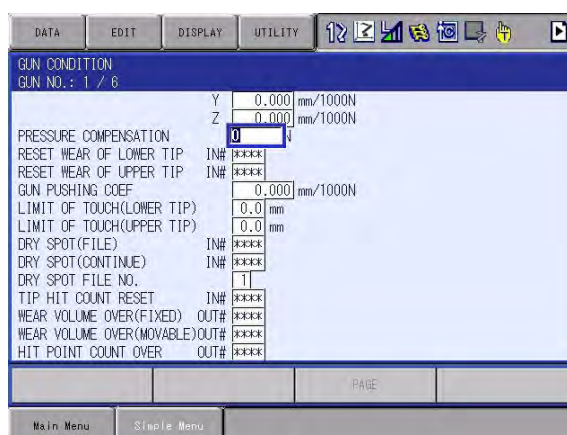 DATA EDIT DISPLAY UTILITY
GUN CONDITION
GUN NO.: 1 / 6
Y 0.000 mm/1000N
Z 0.000 mm/1000N
PRESSURE COMPENSATION 0 N
RESET WEAR OF LOWER TIP IN# ****
RESET WEAR OF UPPER TIP IN# ****
GUN PUSHING COEF 0.000 mm/1000N
LIMIT OF TOUCH(LOWER TIP) 0.0 mm
LIMIT OF TOUCH(UPPER TIP) 0.0 mm
DRY SPOT(FILE) IN# ****
DRY SPOT(CONTINUE) IN# ****
DRY SPOT FILE NO. 1
TIP HIT COUNT RESET IN# ****
WEAR VOLUME OVER(FIXED) OUT# ****
WEAR VOLUME OVER(MOVABLE)OUT# ****
HIT POINT COUNT OVER OUT# ****
PAGE
Main Menu Simple Menu